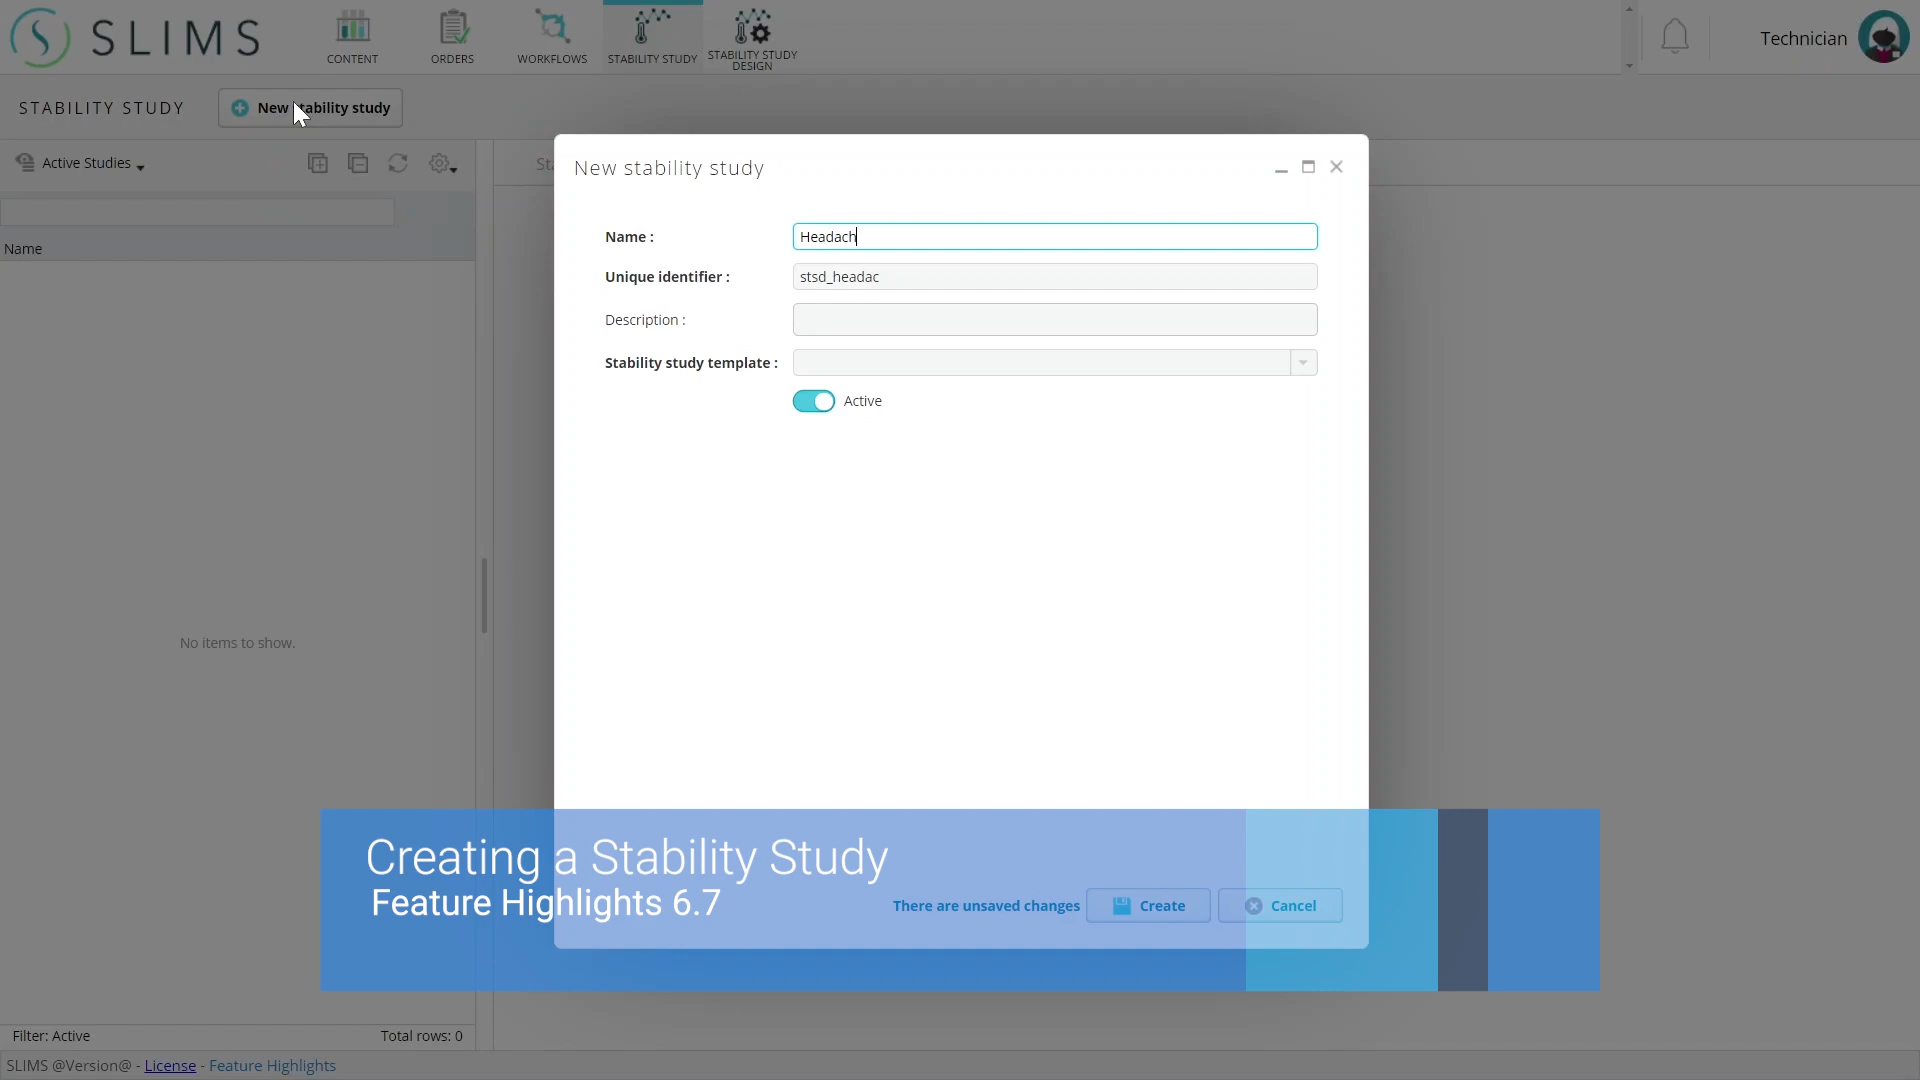 SLIMS
CONTENT
ORDERS
WORKFLOWS
STABILITY STUDY
STABILITY STUDY
DESIGN
Technician
STABILITY STUDY
New stability study
Active Studies
Name
No items to show.
Filter: Active
Total rows: 0
SLIMS @Version@ - License - Feature Highlights
New stability study
Name :
Headach
Unique identifier :
stsd_headac
Description :
Stability study template :
Active
Creating a Stability Study
Feature Highlights 6.7
There are unsaved changes
Create
Cancel